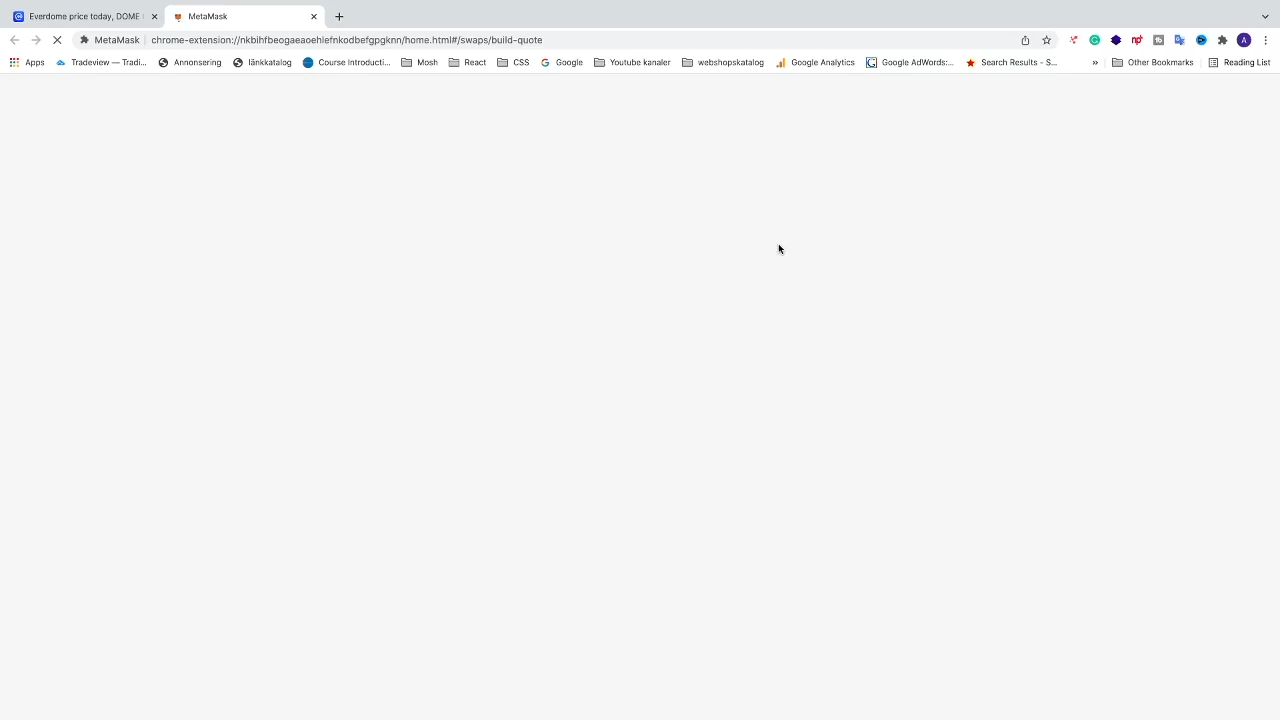 Everdome price today, DOME
MetaMask
MetaMask chrome-extension://nkbihfbeogaeaoehlefnkodbefgpgknn/home.html#/swaps/build-quote
Apps Tradeview — Tradi... Annonsering länkkatalog Course Introducti... Mosh React CSS Google Youtube kanaler webshopskatalog Google Analytics Google AdWords:... Search Results - S... » Other Bookmarks Reading List